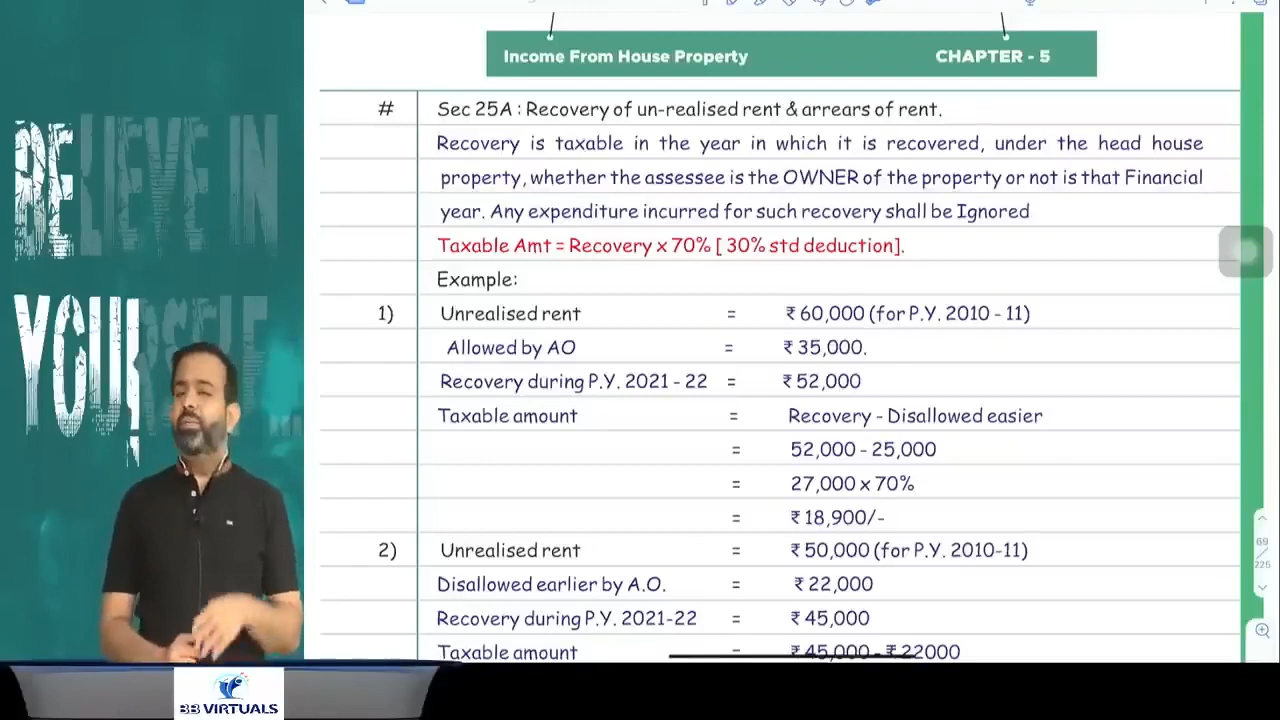 BELIEVE IN
YOURSELF...
Income From House Property CHAPTER - 5
# Sec 25A : Recovery of un-realised rent & arrears of rent.
Recovery is taxable in the year in which it is recovered, under the head house
property, whether the assessee is the OWNER of the property or not is that Financial
year. Any expenditure incurred for such recovery shall be Ignored
Taxable Amt = Recovery x 70% [ 30% std deduction].
Example:
1) Unrealised rent = ₹ 60,000 (for P.Y. 2010 - 11)
Allowed by AO = ₹ 35,000.
Recovery during P.Y. 2021 - 22 = ₹ 52,000
Taxable amount = Recovery - Disallowed easier
= 52,000 - 25,000
= 27,000 x 70%
= ₹ 18,900/-
2) Unrealised rent = ₹ 50,000 (for P.Y. 2010-11)
Disallowed earlier by A.O. = ₹ 22,000
Recovery during P.Y. 2021-22 = ₹ 45,000
Taxable amount = ₹ 45,000 - ₹ 22000
69
/
225
BB VIRTUALS